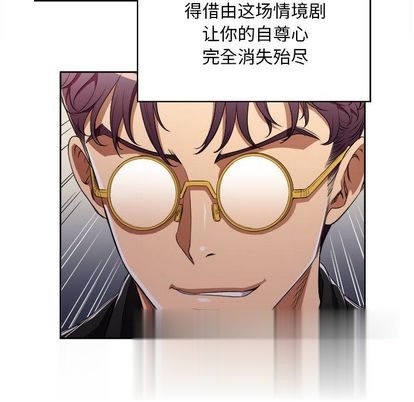 得借由这场情境剧
让你的自尊心
完全消失殆尽